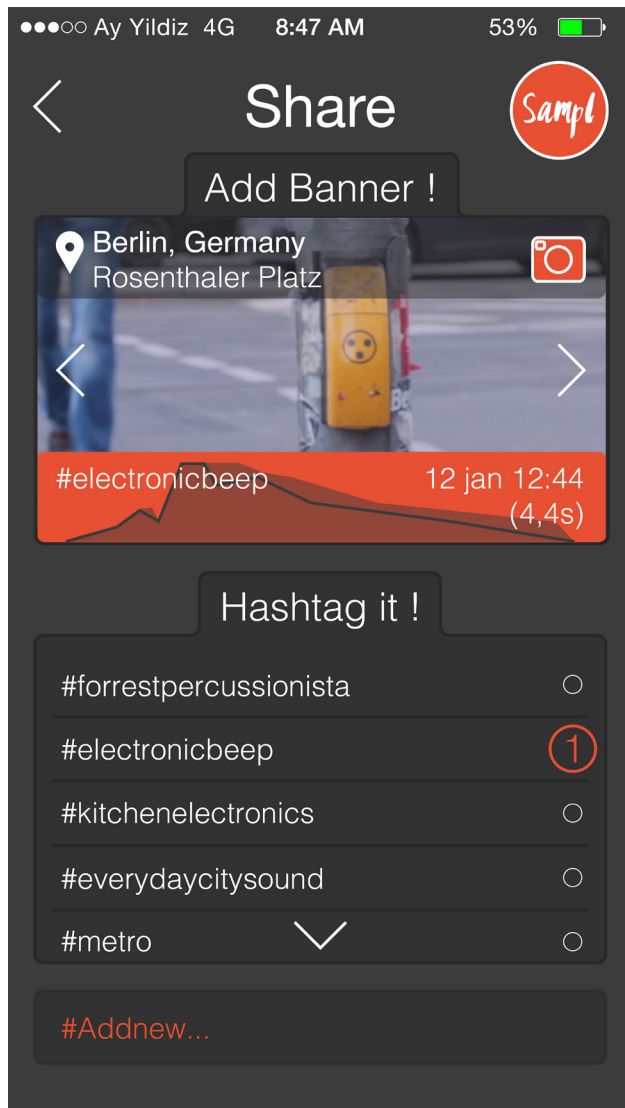 Ay Yildiz 4G 8:47 AM 53%
Share
Sampl
Add Banner !
Berlin, Germany
Rosenthaler Platz
#electronicbeep 12 jan 12:44
(4,4s)
Hashtag it !
#forrestpercussionista
#electronicbeep 1
#kitchenelectronics
#everydaycitysound
#metro
#Addnew...